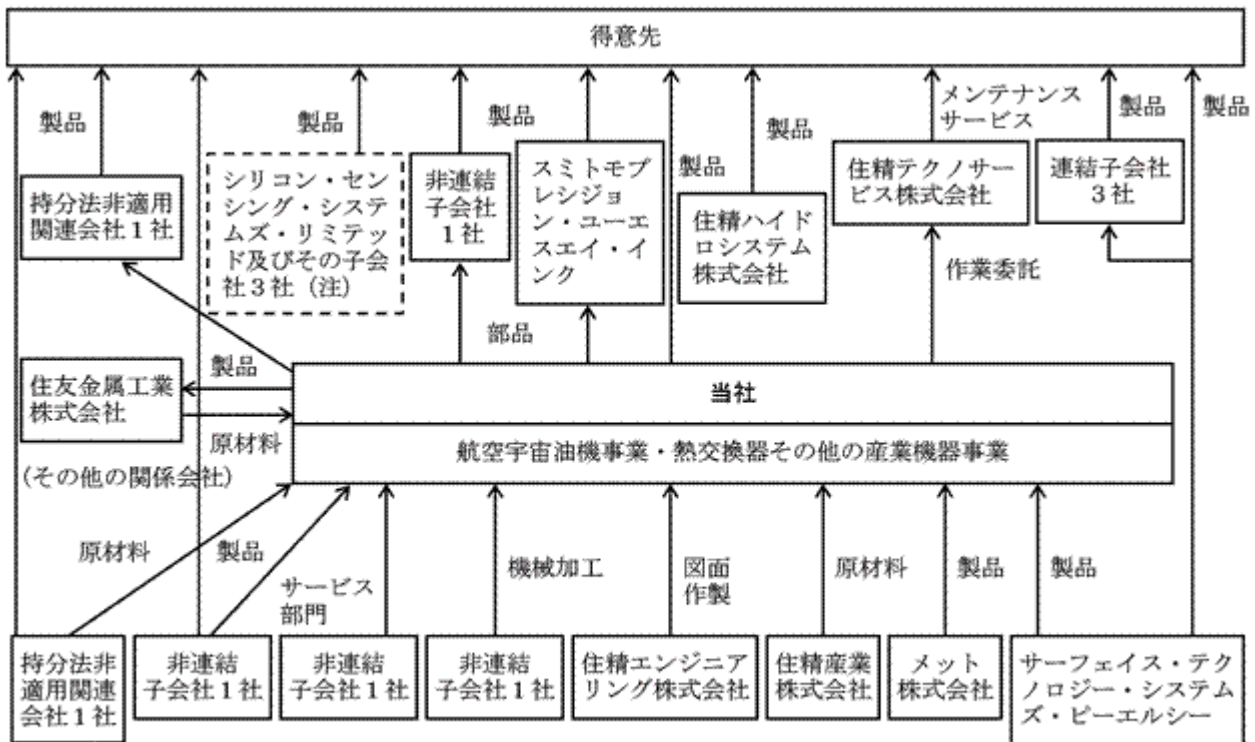 得意先
製品
製品
製品
製品
製品
メンテナンス
サービス
製品
製品
持分法非適用
関連会社１社
シリコン・セン
シング・システ
ムズ・リミテッ
ド及びその子会
社３社（注）
非連結
子会社
１社
スミトモプ
レシジョ
ン・ユーエ
スエイ・イ
ンク
住精ハイド
ロシステム
株式会社
住精テクノサー
ビス株式会社
連結子会社
３社
部品
作業委託
住友金属工業
株式会社
製品
原材料
(その他の関係会社)
当社
航空宇宙油機事業・熱交換器その他の産業機器事業
原材料
製品
サービス
部門
機械加工
図面
作製
原材料
製品
製品
持分法非
適用関連
会社１社
非連結
子会社１社
非連結
子会社１社
非連結
子会社１社
住精エンジニア
リング株式会社
住精産業
株式会社
メット
株式会社
サーフェイス・テク
ノロジー・システム
ズ・ピーエルシー